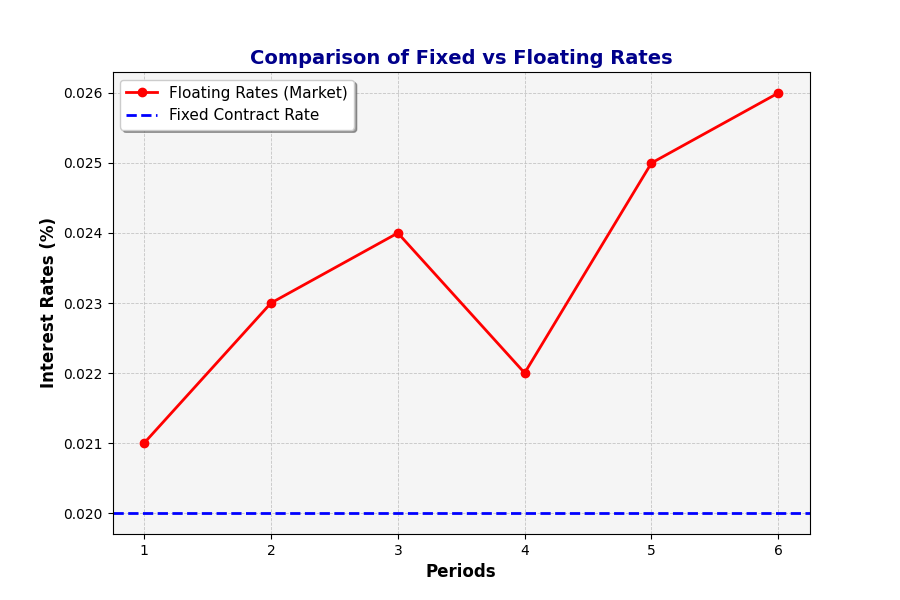 Comparison of Fixed vs Floating Rates
Floating Rates (Market)
Fixed Contract Rate
Interest Rates (%)
0.026
0.025
0.024
0.023
0.022
0.021
0.020
1 2 3 4 5 6
Periods